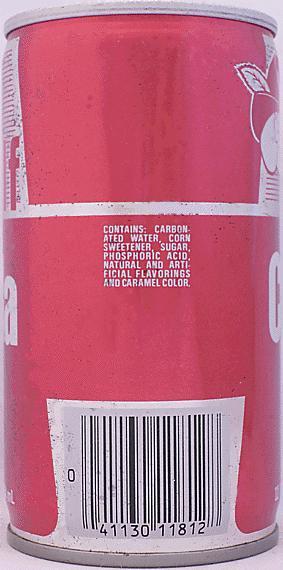 CONTAINS: CARBON-
ATED WATER, CORN
SWEETENER, SUGAR,
PHOSPHORIC ACID,
NATURAL AND ARTI-
FICIAL FLAVORINGS
AND CARAMEL COLOR.
a
C
0
41130 11812